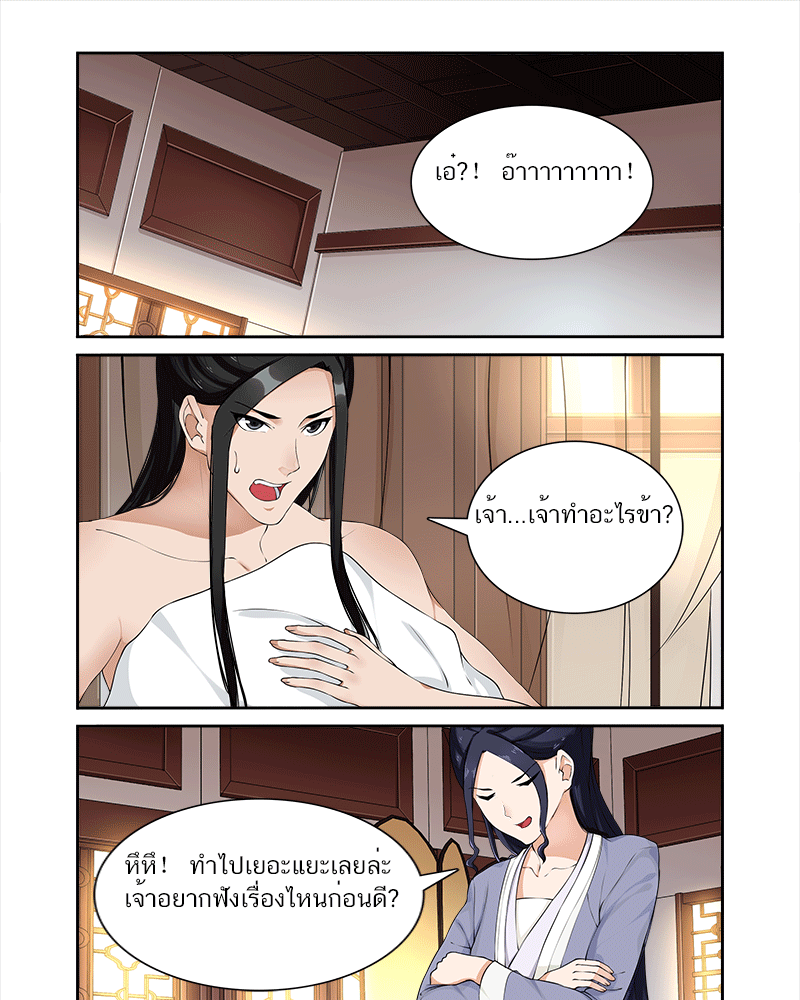 เอ๋?! อ๊าาาาาาาาา!
เจ้า...เจ้าทำอะไรข้า?
หึหึ! ทำไปเยอะแยะเลยล่ะ
เจ้าอยากฟังเรื่องไหนก่อนดี?